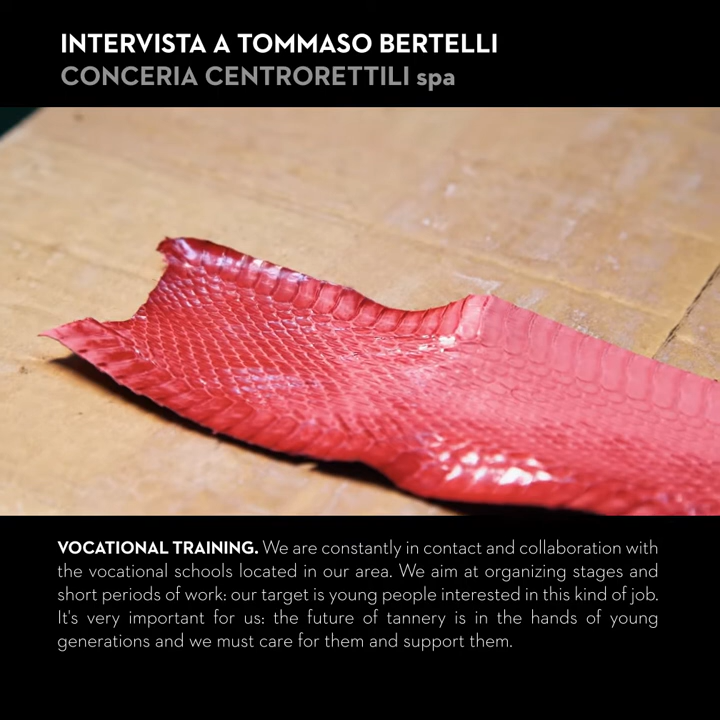 INTERVISTA A TOMMASO BERTELLI
CONCERIA CENTRORETTILI spa
VOCATIONAL TRAINING. We are constantly in contact and collaboration with
the vocational schools located in our area. We aim at organizing stages and
short periods of work: our target is young people interested in this kind of job.
It's very important for us: the future of tannery is in the hands of young
generations and we must care for them and support them.